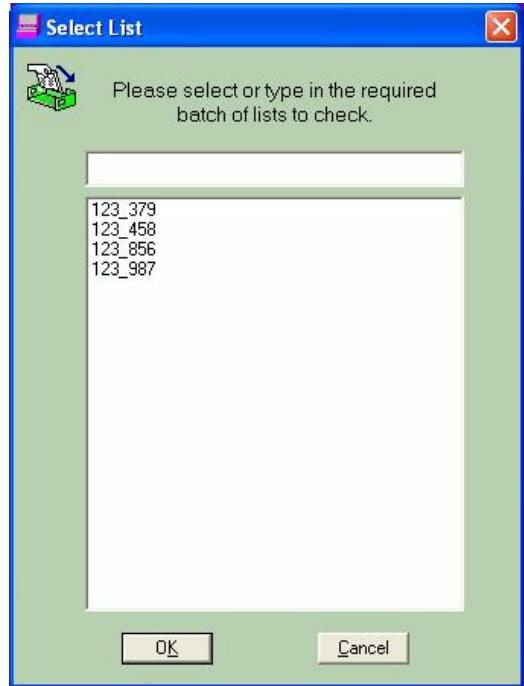 Select List
Please select or type in the required
batch of lists to check.
123_379
123_458
123_856
123_987
OK
Cancel